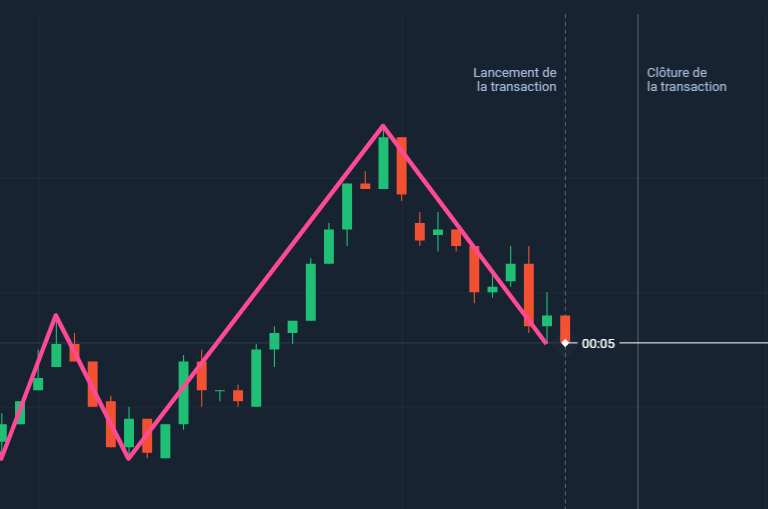 Lancement de
la transaction
Clôture de
la transaction
00:05